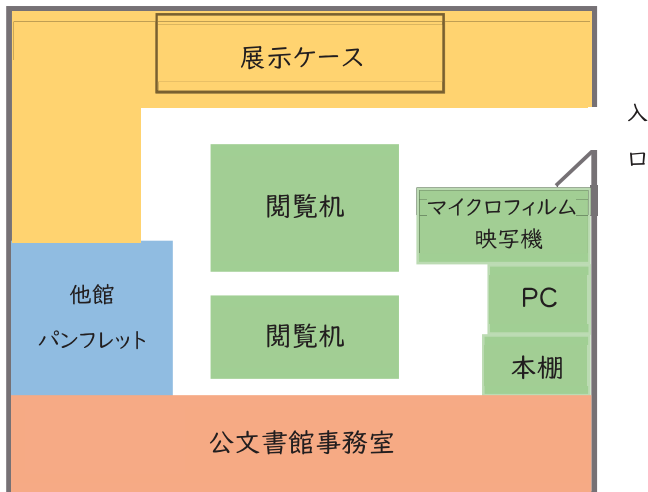 展示ケース
入
口
閲覧机
マイクロフィルム
映写機
他館
パンフレット
PC
閲覧机
本棚
公文書館事務室